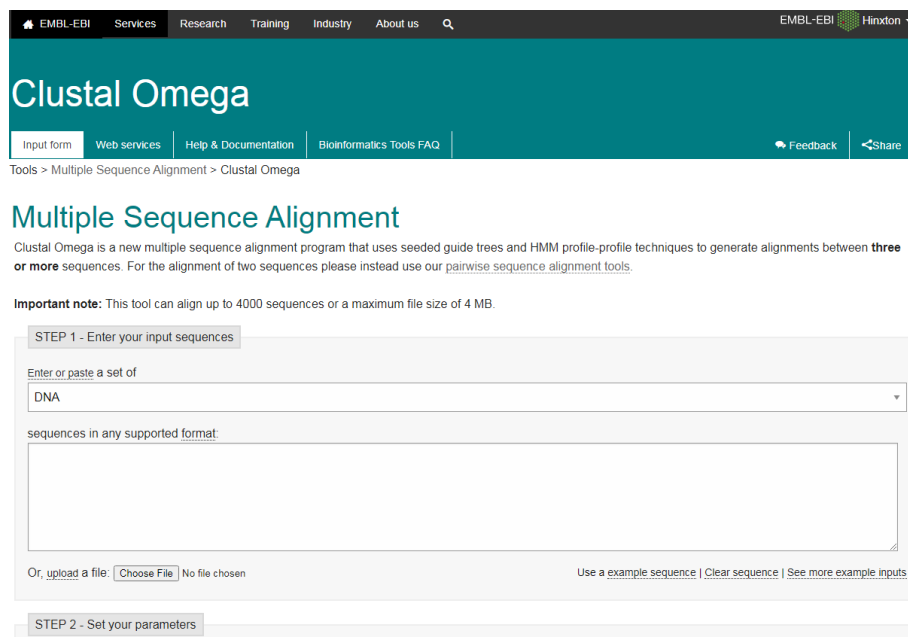 EMBL-EBI Services Research Training Industry About us EMBL-EBI Hinxton
Clustal Omega
Input form Web services Help & Documentation Bioinformatics Tools FAQ Feedback Share
Tools > Multiple Sequence Alignment > Clustal Omega
Multiple Sequence Alignment
Clustal Omega is a new multiple sequence alignment program that uses seeded guide trees and HMM profile-profile techniques to generate alignments between three
or more sequences. For the alignment of two sequences please instead use our pairwise sequence alignment tools.
Important note: This tool can align up to 4000 sequences or a maximum file size of 4 MB.
STEP 1 - Enter your input sequences
Enter or paste a set of
DNA
sequences in any supported format:
Or, upload a file: Choose File No file chosen Use a example sequence | Clear sequence | See more example inputs
STEP 2 - Set your parameters